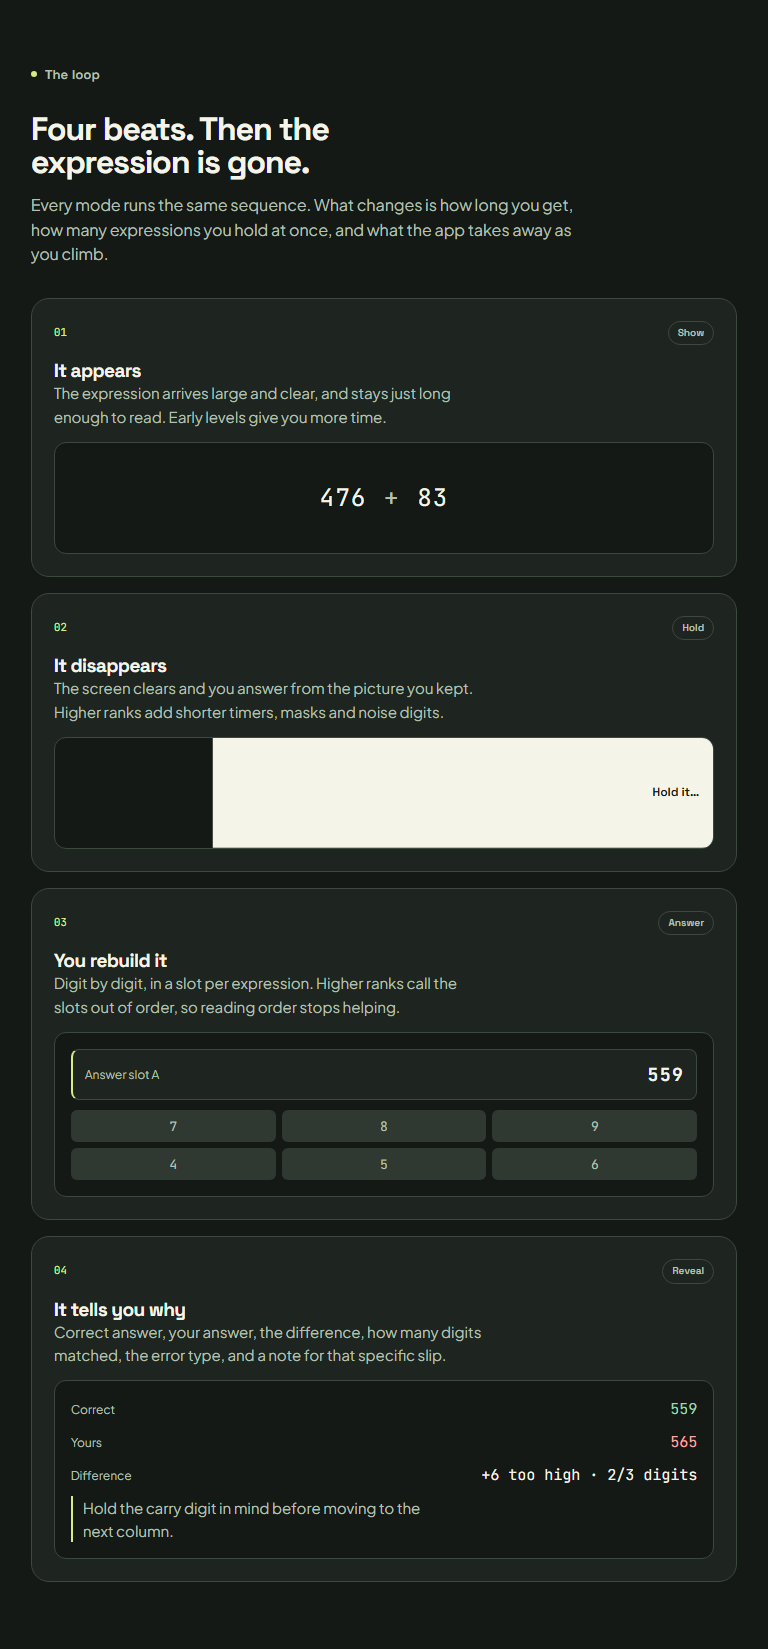 The loop
Four beats. Then the
expression is gone.
Every mode runs the same sequence. What changes is how long you get,
how many expressions you hold at once, and what the app takes away as
you climb.
01
Show
It appears
The expression arrives large and clear, and stays just long
enough to read. Early levels give you more time.
476 + 83
02
Hold
It disappears
The screen clears and you answer from the picture you kept.
Higher ranks add shorter timers, masks and noise digits.
Hold it...
03
Answer
You rebuild it
Digit by digit, in a slot per expression. Higher ranks call the
slots out of order, so reading order stops helping.
Answer slot A
559
7 8 9
4 5 6
04
Reveal
It tells you why
Correct answer, your answer, the difference, how many digits
matched, the error type, and a note for that specific slip.
Correct 559
Yours 565
Difference +6 too high · 2/3 digits
Hold the carry digit in mind before moving to the
next column.